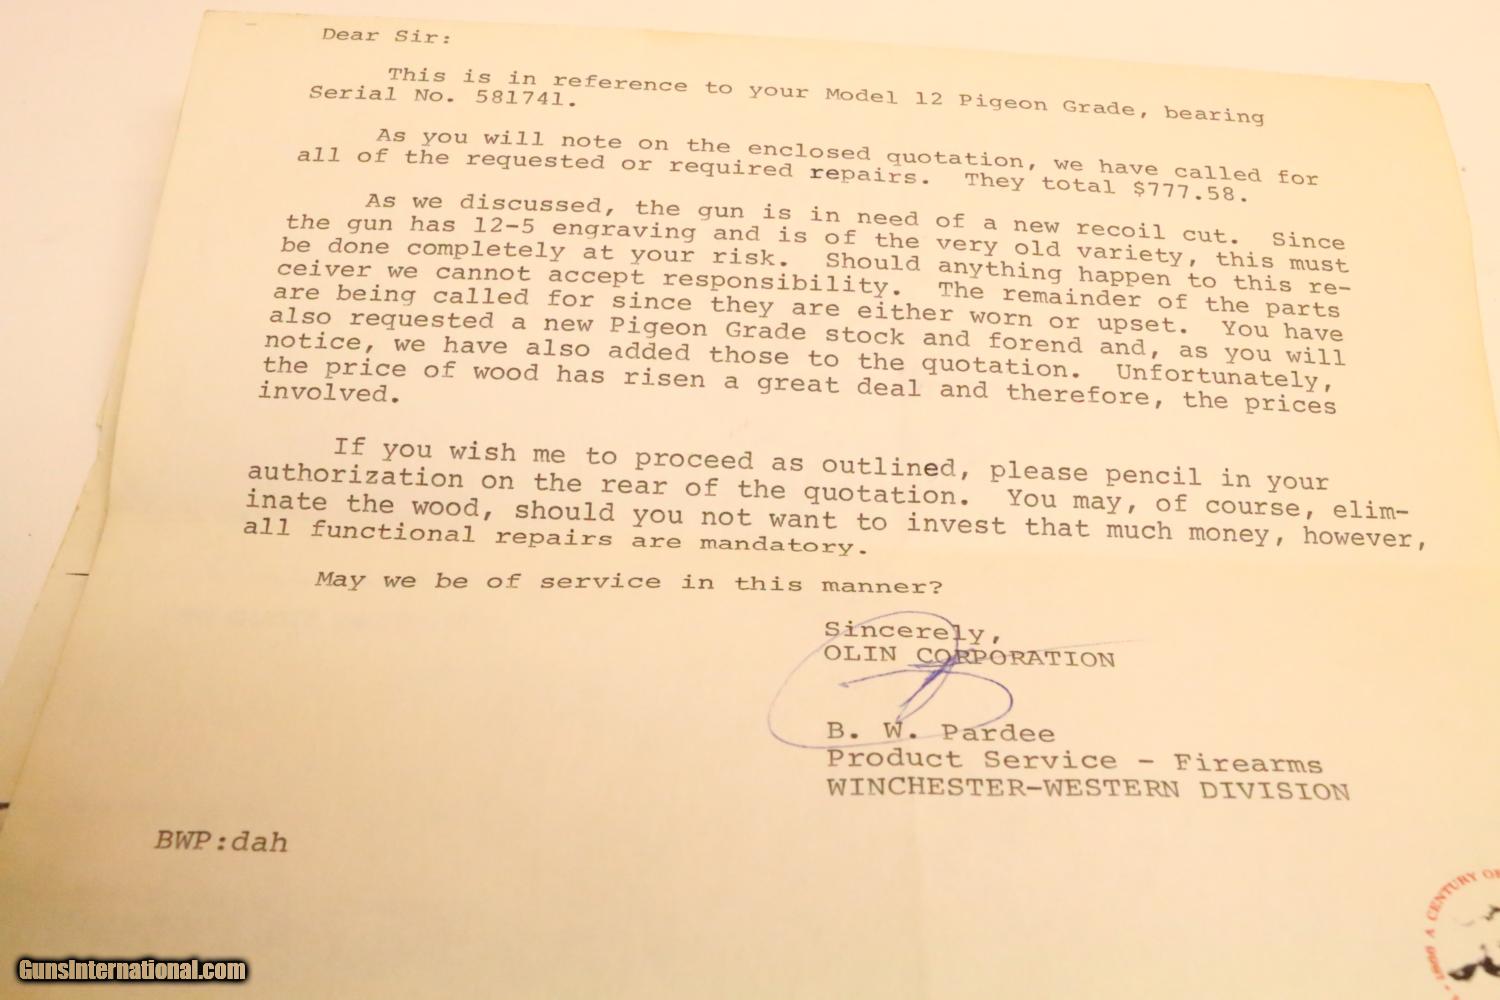 Dear Sir:
This is in reference to your Model 12 Pigeon Grade, bearing
Serial No. 581741.
As you will note on the enclosed quotation, we have called for
all of the requested or required repairs. They total $777.58.
As we discussed, the gun is in need of a new recoil cut. Since
the gun has 12-5 engraving and is of the very old variety, this must
be done completely at your risk. Should anything happen to this re-
ceiver we cannot accept responsibility. The remainder of the parts
are being called for since they are either worn or upset. You have
also requested a new Pigeon Grade stock and forend and, as you will
notice, we have also added those to the quotation. Unfortunately,
the price of wood has risen a great deal and therefore, the prices
involved.
If you wish me to proceed as outlined, please pencil in your
authorization on the rear of the quotation. You may, of course, elim-
inate the wood, should you not want to invest that much money, however,
all functional repairs are mandatory.
May we be of service in this manner?
Sincerely,
OLIN CORPORATION
B. W. Pardee
Product Service - Firearms
WINCHESTER-WESTERN DIVISION
BWP:dah
A CENTURY
GunsInternational.com